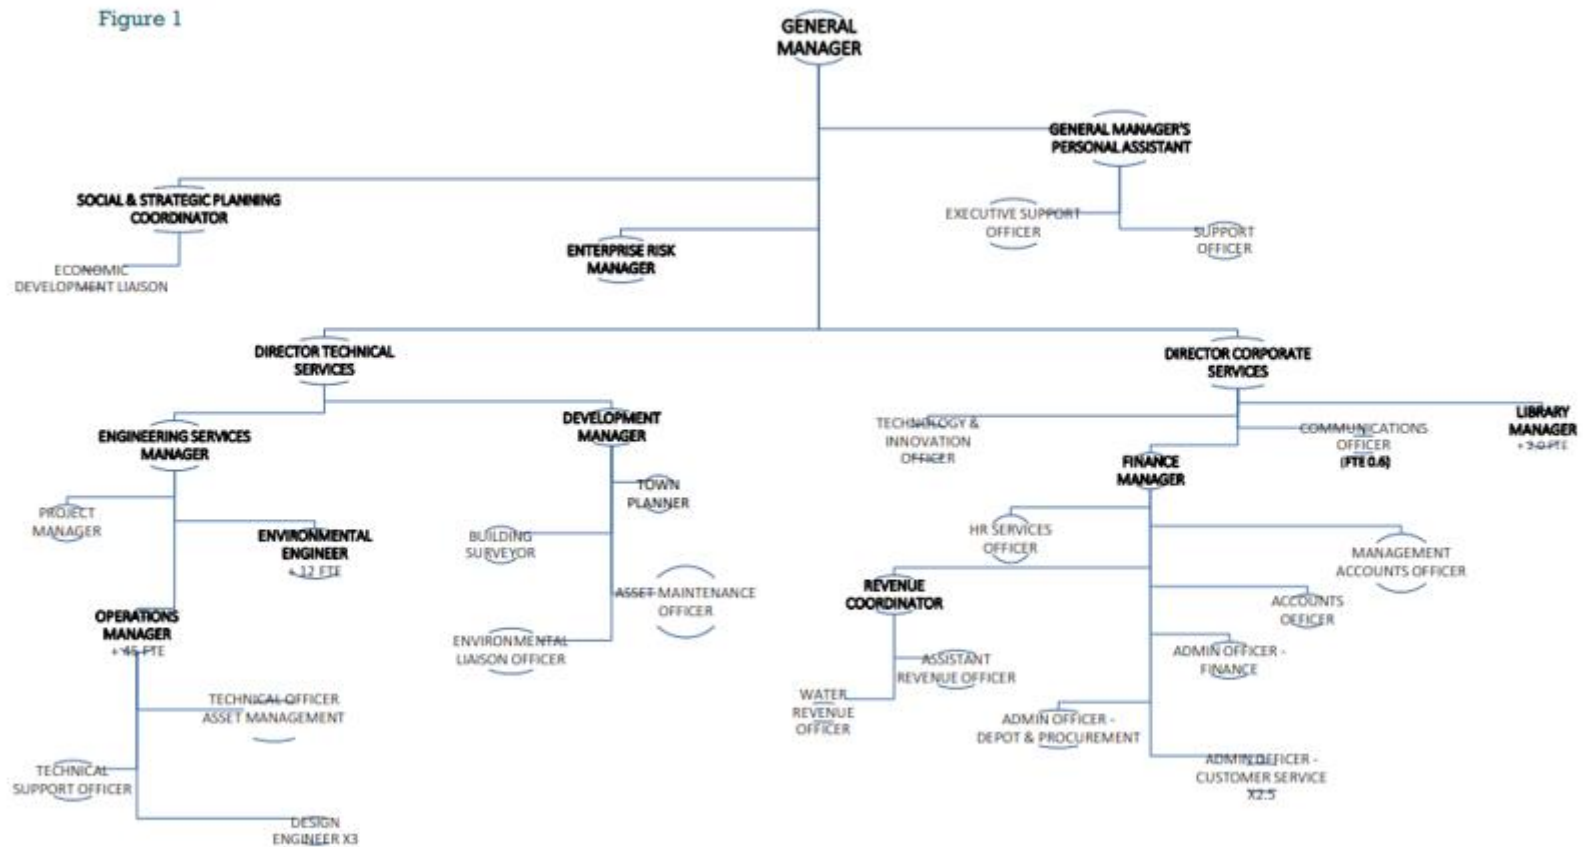 Figure 1
GENERAL
MANAGER
GENERAL MANAGER'S
PERSONAL ASSISTANT
SOCIAL & STRATEGIC PLANNING
COORDINATOR
EXECUTIVE SUPPORT
OFFICER
SUPPORT
OFFICER
ENTERPRISE RISK
MANAGER
ECONOMIC
DEVELOPMENT LIAISON
DIRECTOR TECHNICAL
SERVICES
DIRECTOR CORPORATE
SERVICES
ENGINEERING SERVICES
MANAGER
DEVELOPMENT
MANAGER
TECHNOLOGY &
INNOVATION
OFFICER
COMMUNICATIONS
OFFICER
(FTE 0.6)
LIBRARY
MANAGER
+ 3.0 FTE
FINANCE
MANAGER
PROJECT
MANAGER
ENVIRONMENTAL
ENGINEER
+ 12 FTE
TOWN
PLANNER
BUILDING
SURVEYOR
HR SERVICES
OFFICER
MANAGEMENT
ACCOUNTS OFFICER
REVENUE
COORDINATOR
ASSET MAINTENANCE
OFFICER
ACCOUNTS
OFFICER
OPERATIONS
MANAGER
+ 45 FTE
ENVIRONMENTAL
LIAISON OFFICER
ADMIN OFFICER -
FINANCE
ASSISTANT
REVENUE OFFICER
WATER
REVENUE
OFFICER
TECHNICAL OFFICER
ASSET MANAGEMENT
ADMIN OFFICER -
DEPOT & PROCUREMENT
ADMIN OFFICER -
CUSTOMER SERVICE
X2.5
TECHNICAL
SUPPORT OFFICER
DESIGN
ENGINEER X3